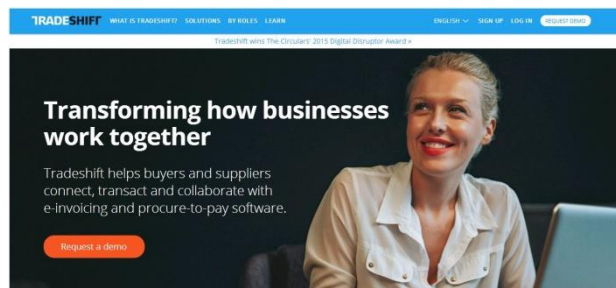 TRADESHIFT WHAT IS TRADESHIFT? SOLUTIONS BY ROLES LEARN ENGLISH SIGN UP LOG IN REQUEST DEMO
Tradeshift wins The Circulars' 2015 Digital Disruptor Award »
Transforming how businesses
work together
Tradeshift helps buyers and suppliers
connect, transact and collaborate with
e-invoicing and procure-to-pay software.
Request a demo